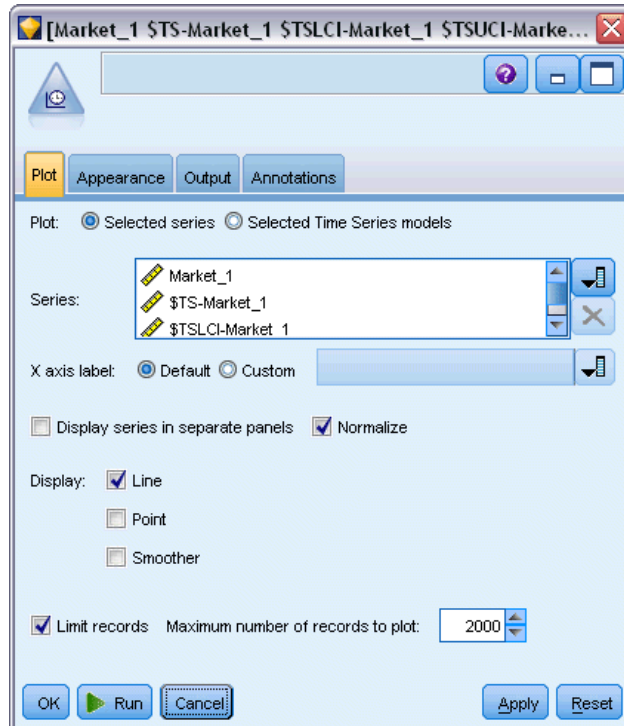 [Market_1 $TS-Market_1 $TSLCI-Market_1 $TSUCI-Marke...
Plot Appearance Output Annotations
Plot: Selected series Selected Time Series models
Series:
Market_1
$TS-Market_1
$TSLCI-Market_1
X axis label: Default Custom
Display series in separate panels Normalize
Display: Line
Point
Smoother
Limit records Maximum number of records to plot: 2000
OK Run Cancel Apply Reset